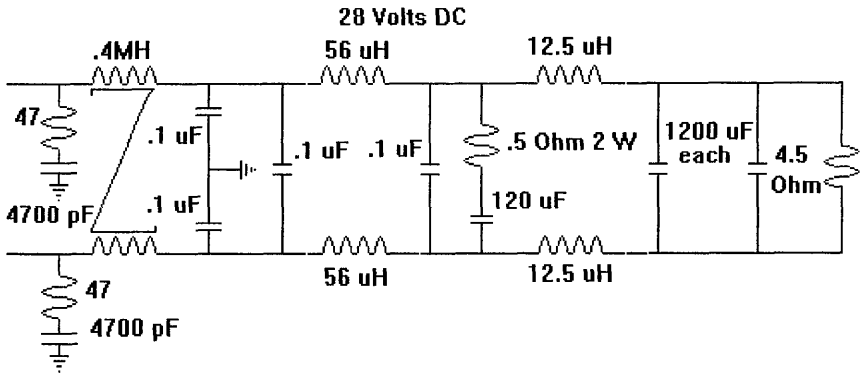 28 Volts DC
.4MH
56 uH
12.5 uH
47
.1 uF
.1 uF
.1 uF
.5 Ohm 2 W
1200 uF
each
4.5
Ohm
4700 pF
.1 uF
120 uF
56 uH
12.5 uH
47
4700 pF